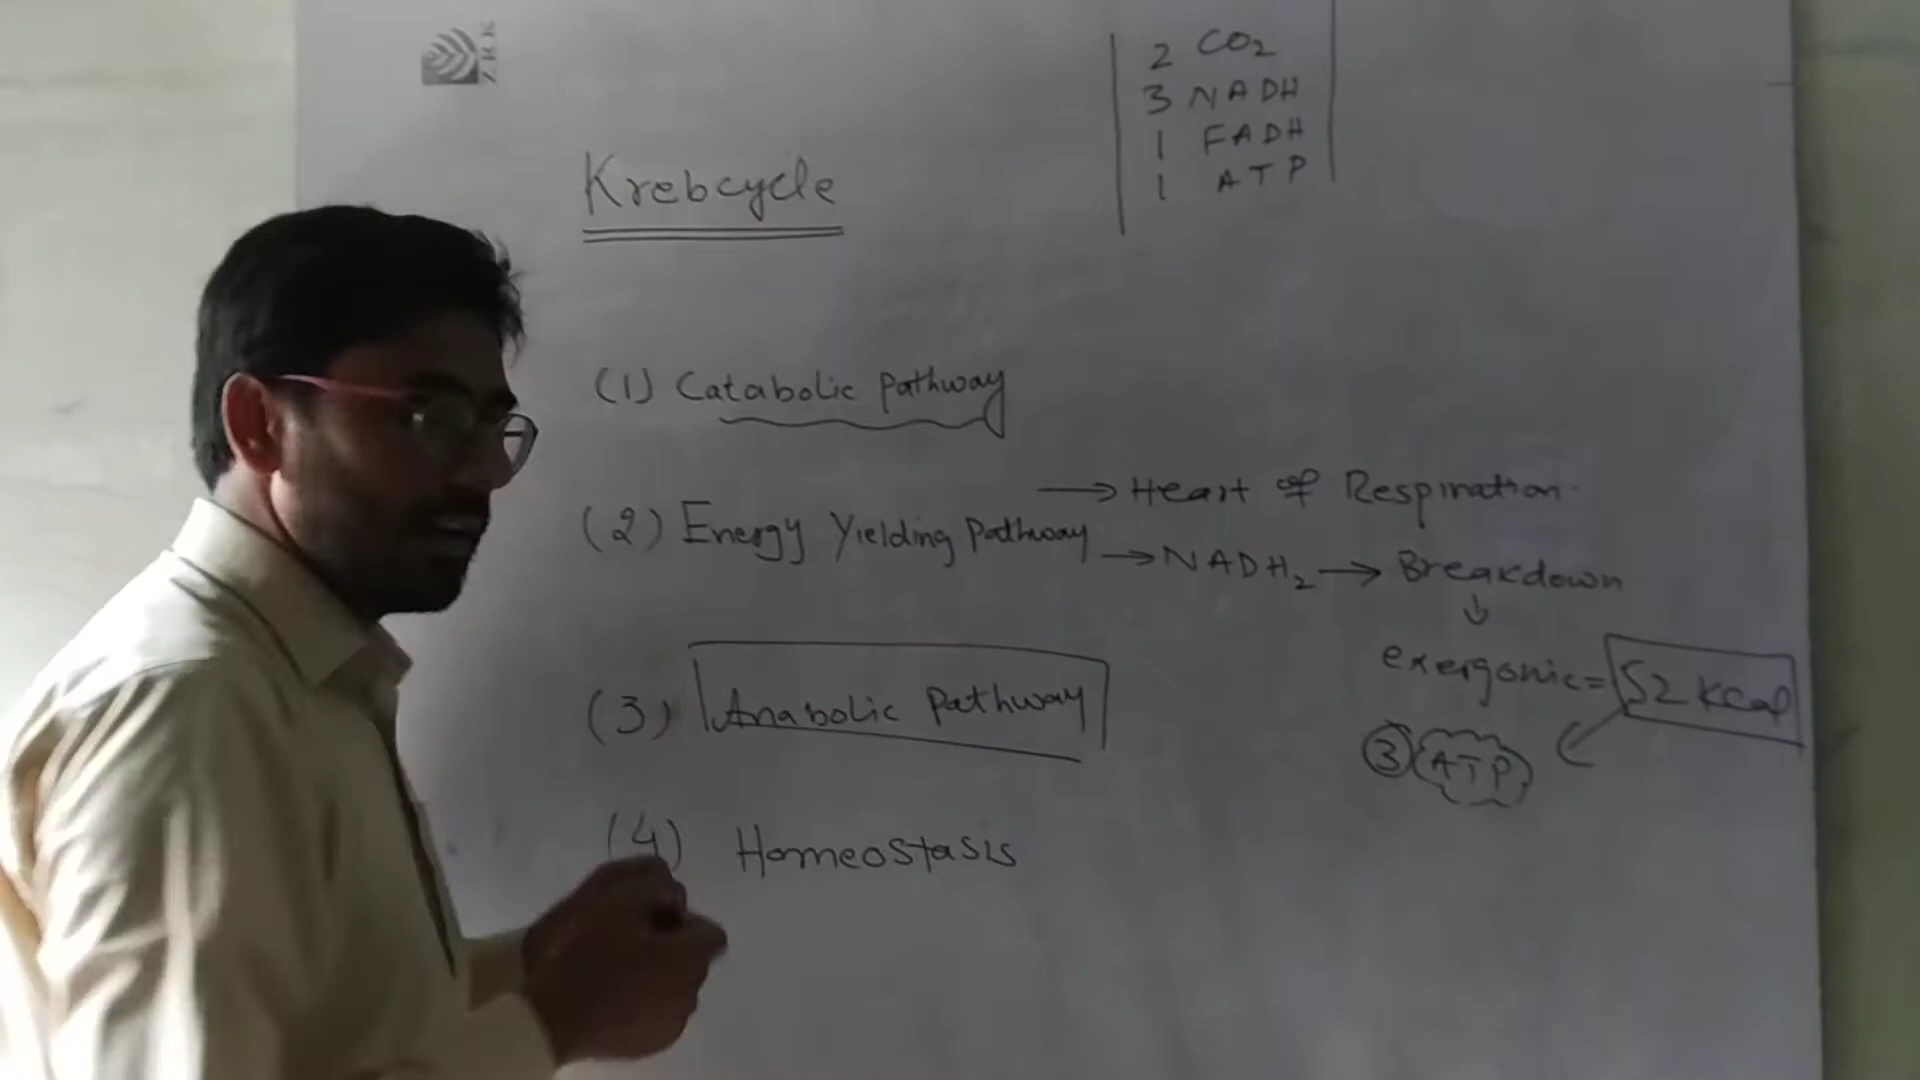 ZKK
2 CO2
3 NADH
1 FADH
1 ATP
Krebcycle
(1) Catabolic Pathway
(2) Energy Yielding Pathway
→ Heart of Respiration
→ NADH2 → Breakdown
↓
exergonic = 52 Kcal
3 ATP
(3) Anabolic Pathway
(4) Homeostasis